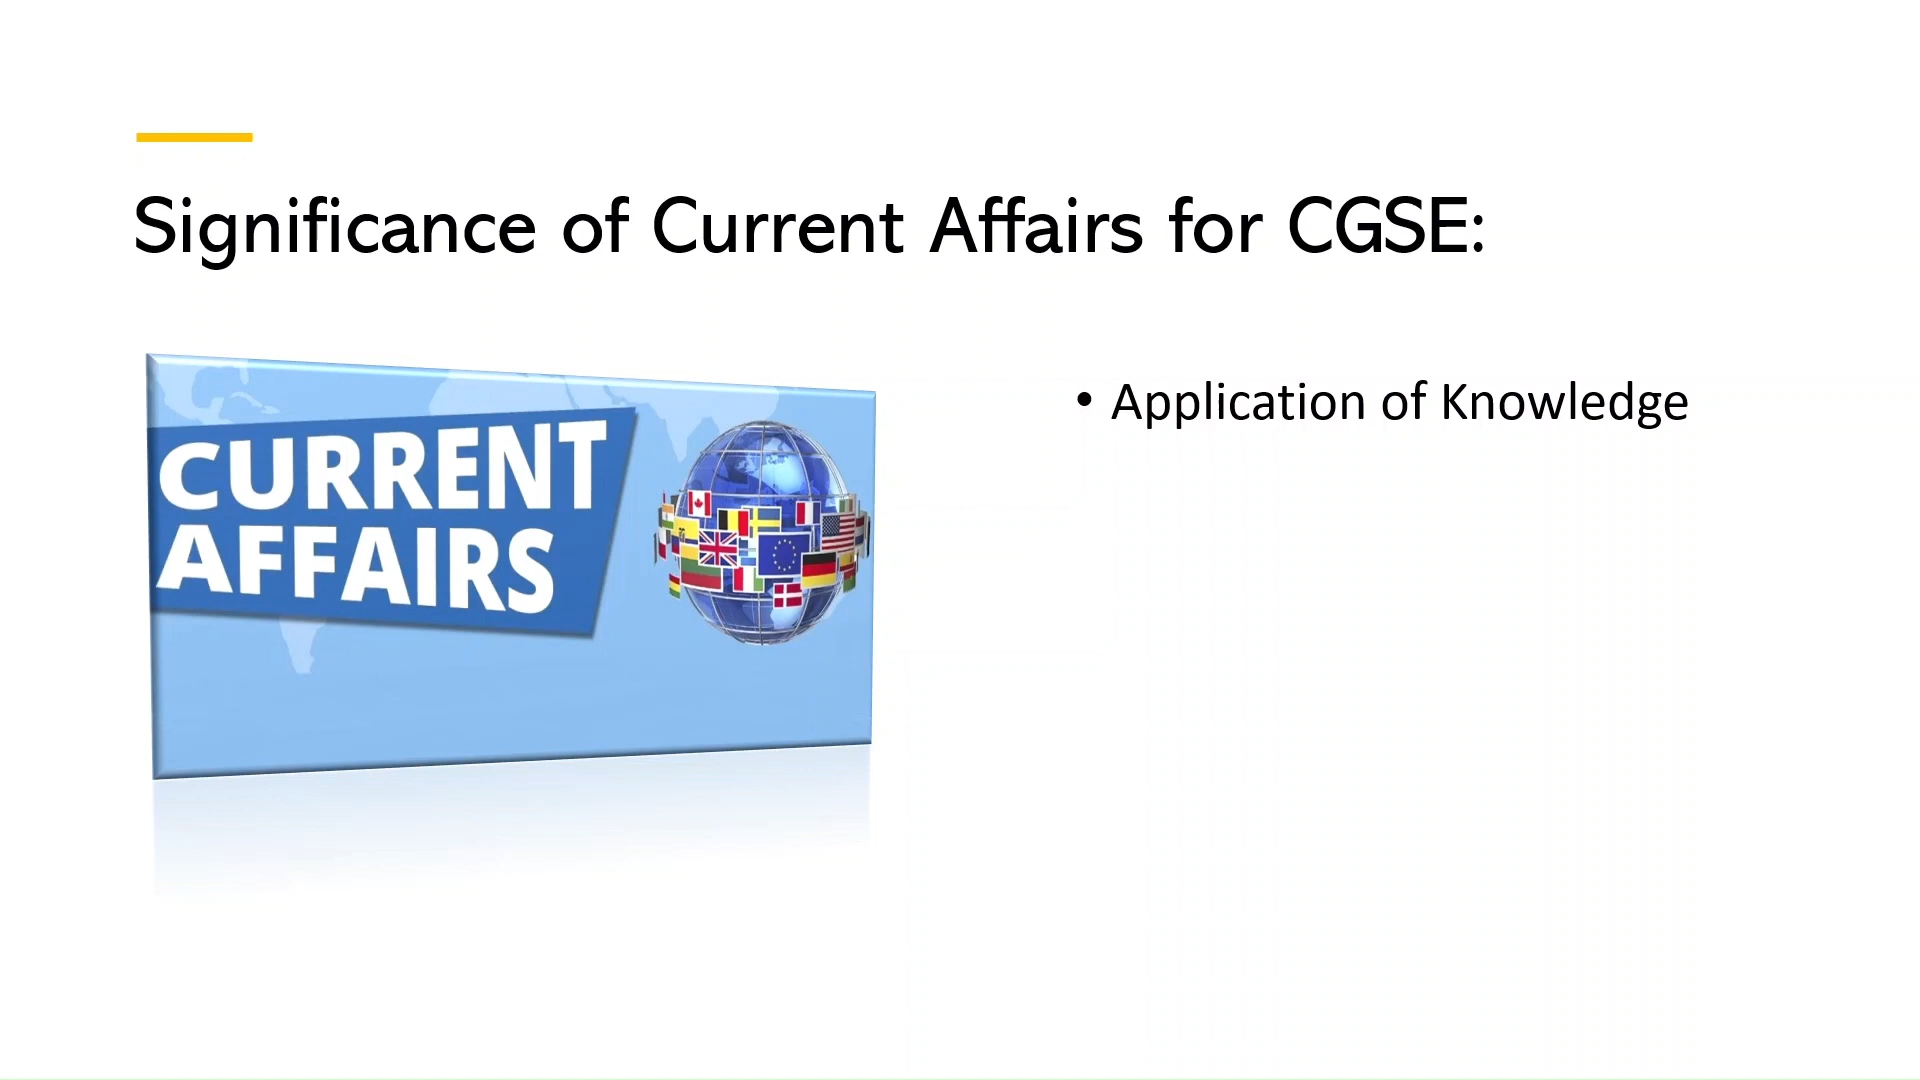 Significance of Current Affairs for CGSE:
CURRENT
AFFAIRS
• Application of Knowledge